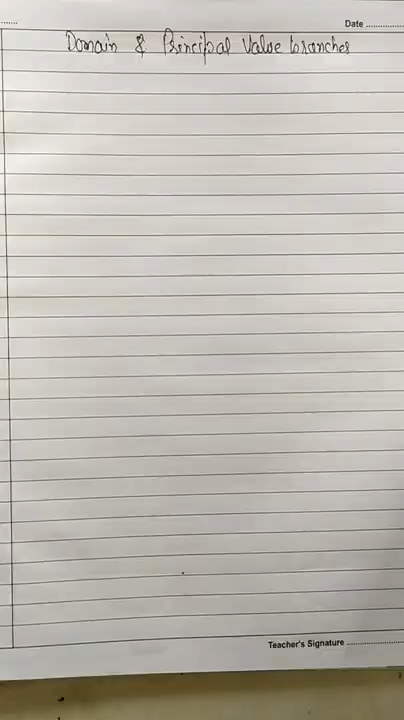 Date ..............
Domain & Principal Value branches
Teacher's Signature ....................